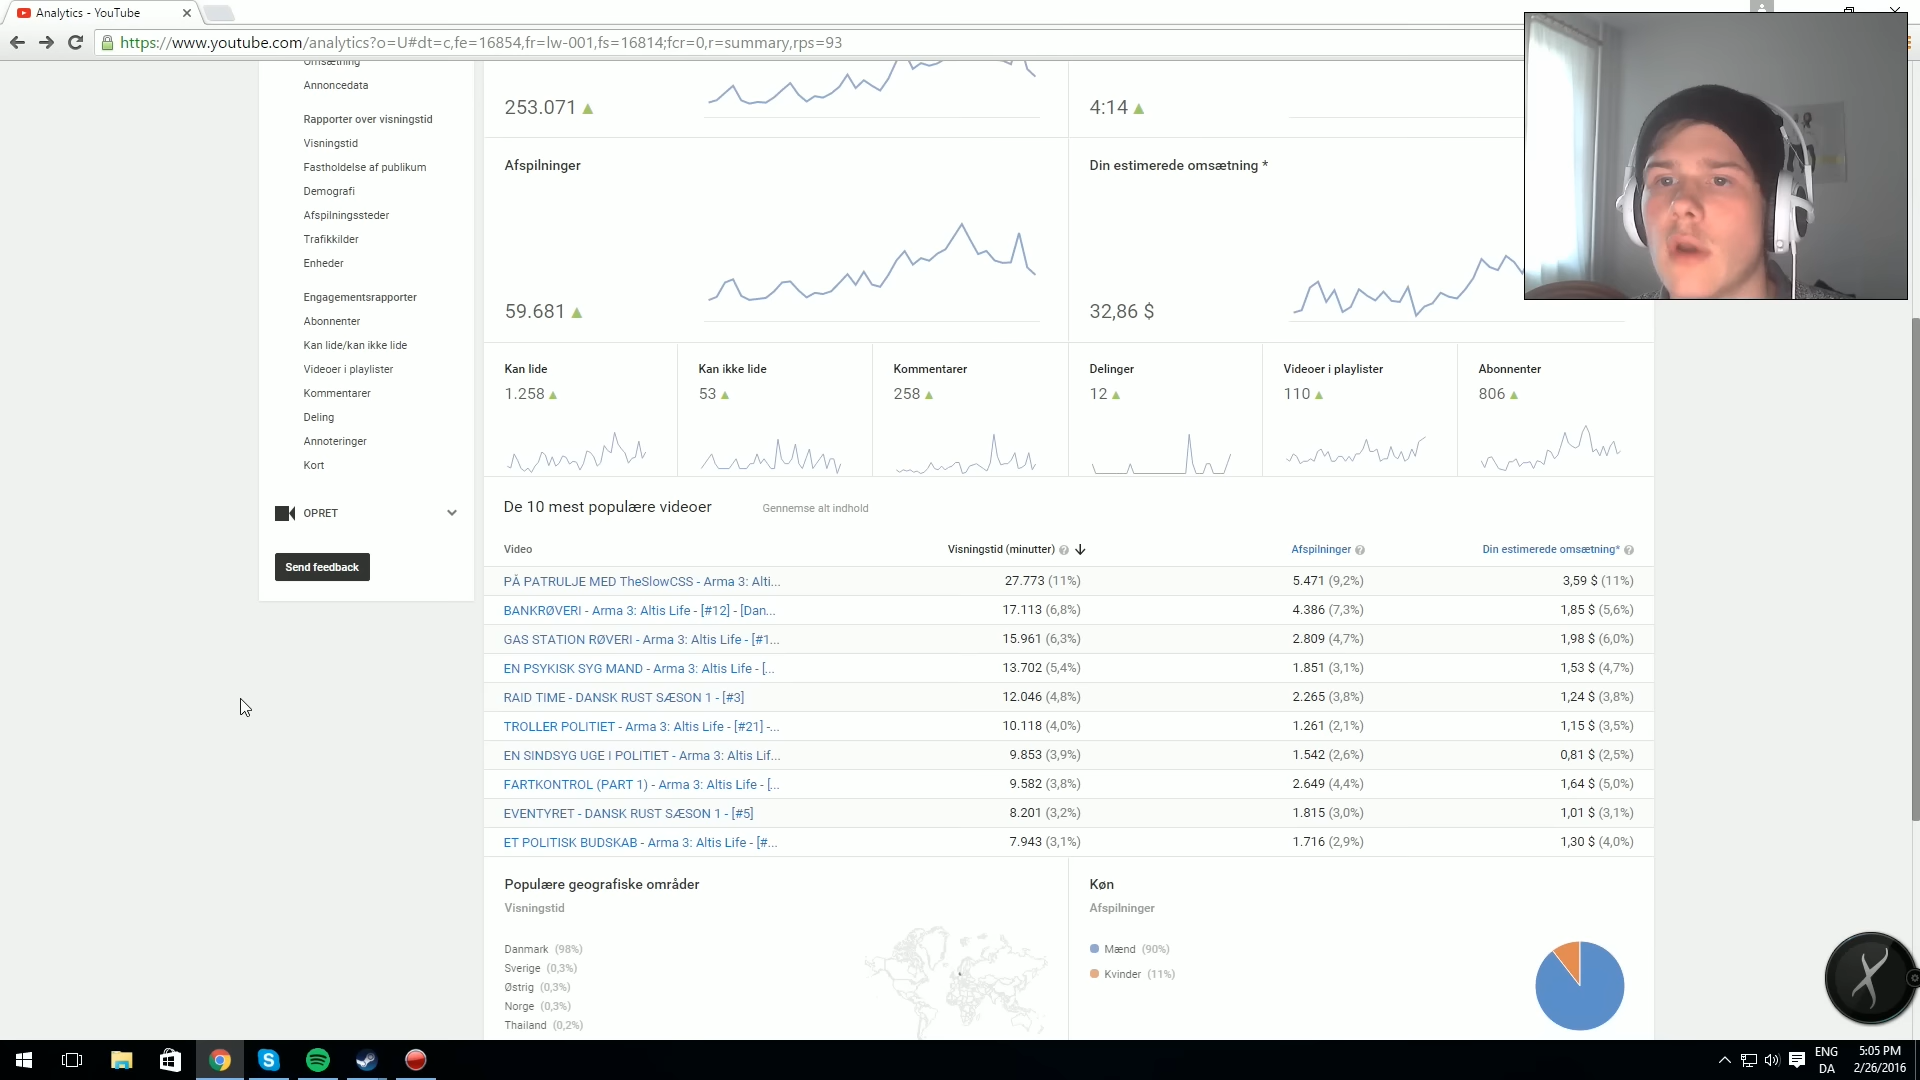 Analytics - YouTube
https://www.youtube.com/analytics?o=U#dt=c,fe=16854,fr=lw-001,fs=16814;fcr=0,r=summary,rps=93
Omsætning
Annoncedata
Rapporter over visningstid
Visningstid
Fastholdelse af publikum
Demografi
Afspilningssteder
Trafikkilder
Enheder
Engagementsrapporter
Abonnenter
Kan lide/kan ikke lide
Videoer i playlister
Kommentarer
Deling
Annoteringer
Kort
OPRET
Send feedback
253.071
4:14
Afspilninger
59.681
Din estimerede omsætning *
32,86 $
Kan lide
1.258
Kan ikke lide
53
Kommentarer
258
Delinger
12
Videoer i playlister
110
Abonnenter
806
De 10 mest populære videoer Gennemse alt indhold
Video Visningstid (minutter) ? Afspilninger ? Din estimerede omsætning* ?
PÅ PATRULJE MED TheSlowCSS - Arma 3: Alti... 27.773 (11%) 5.471 (9,2%) 3,59 $ (11%)
BANKRØVERI - Arma 3: Altis Life - [#12] - [Dan... 17.113 (6,8%) 4.386 (7,3%) 1,85 $ (5,6%)
GAS STATION RØVERI - Arma 3: Altis Life - [#1... 15.961 (6,3%) 2.809 (4,7%) 1,98 $ (6,0%)
EN PSYKISK SYG MAND - Arma 3: Altis Life - [... 13.702 (5,4%) 1.851 (3,1%) 1,53 $ (4,7%)
RAID TIME - DANSK RUST SÆSON 1 - [#3] 12.046 (4,8%) 2.265 (3,8%) 1,24 $ (3,8%)
TROLLER POLITIET - Arma 3: Altis Life - [#21] -... 10.118 (4,0%) 1.261 (2,1%) 1,15 $ (3,5%)
EN SINDSYG UGE I POLITIET - Arma 3: Altis Lif... 9.853 (3,9%) 1.542 (2,6%) 0,81 $ (2,5%)
FARTKONTROL (PART 1) - Arma 3: Altis Life - [... 9.582 (3,8%) 2.649 (4,4%) 1,64 $ (5,0%)
EVENTYRET - DANSK RUST SÆSON 1 - [#5] 8.201 (3,2%) 1.815 (3,0%) 1,01 $ (3,1%)
ET POLITISK BUDSKAB - Arma 3: Altis Life - [#... 7.943 (3,1%) 1.716 (2,9%) 1,30 $ (4,0%)
Populære geografiske områder
Visningstid
Danmark (98%)
Sverige (0,3%)
Østrig (0,3%)
Norge (0,3%)
Thailand (0,2%)
Køn
Afspilninger
Mænd (90%)
Kvinder (11%)
ENG
DA
5:05 PM
2/26/2016